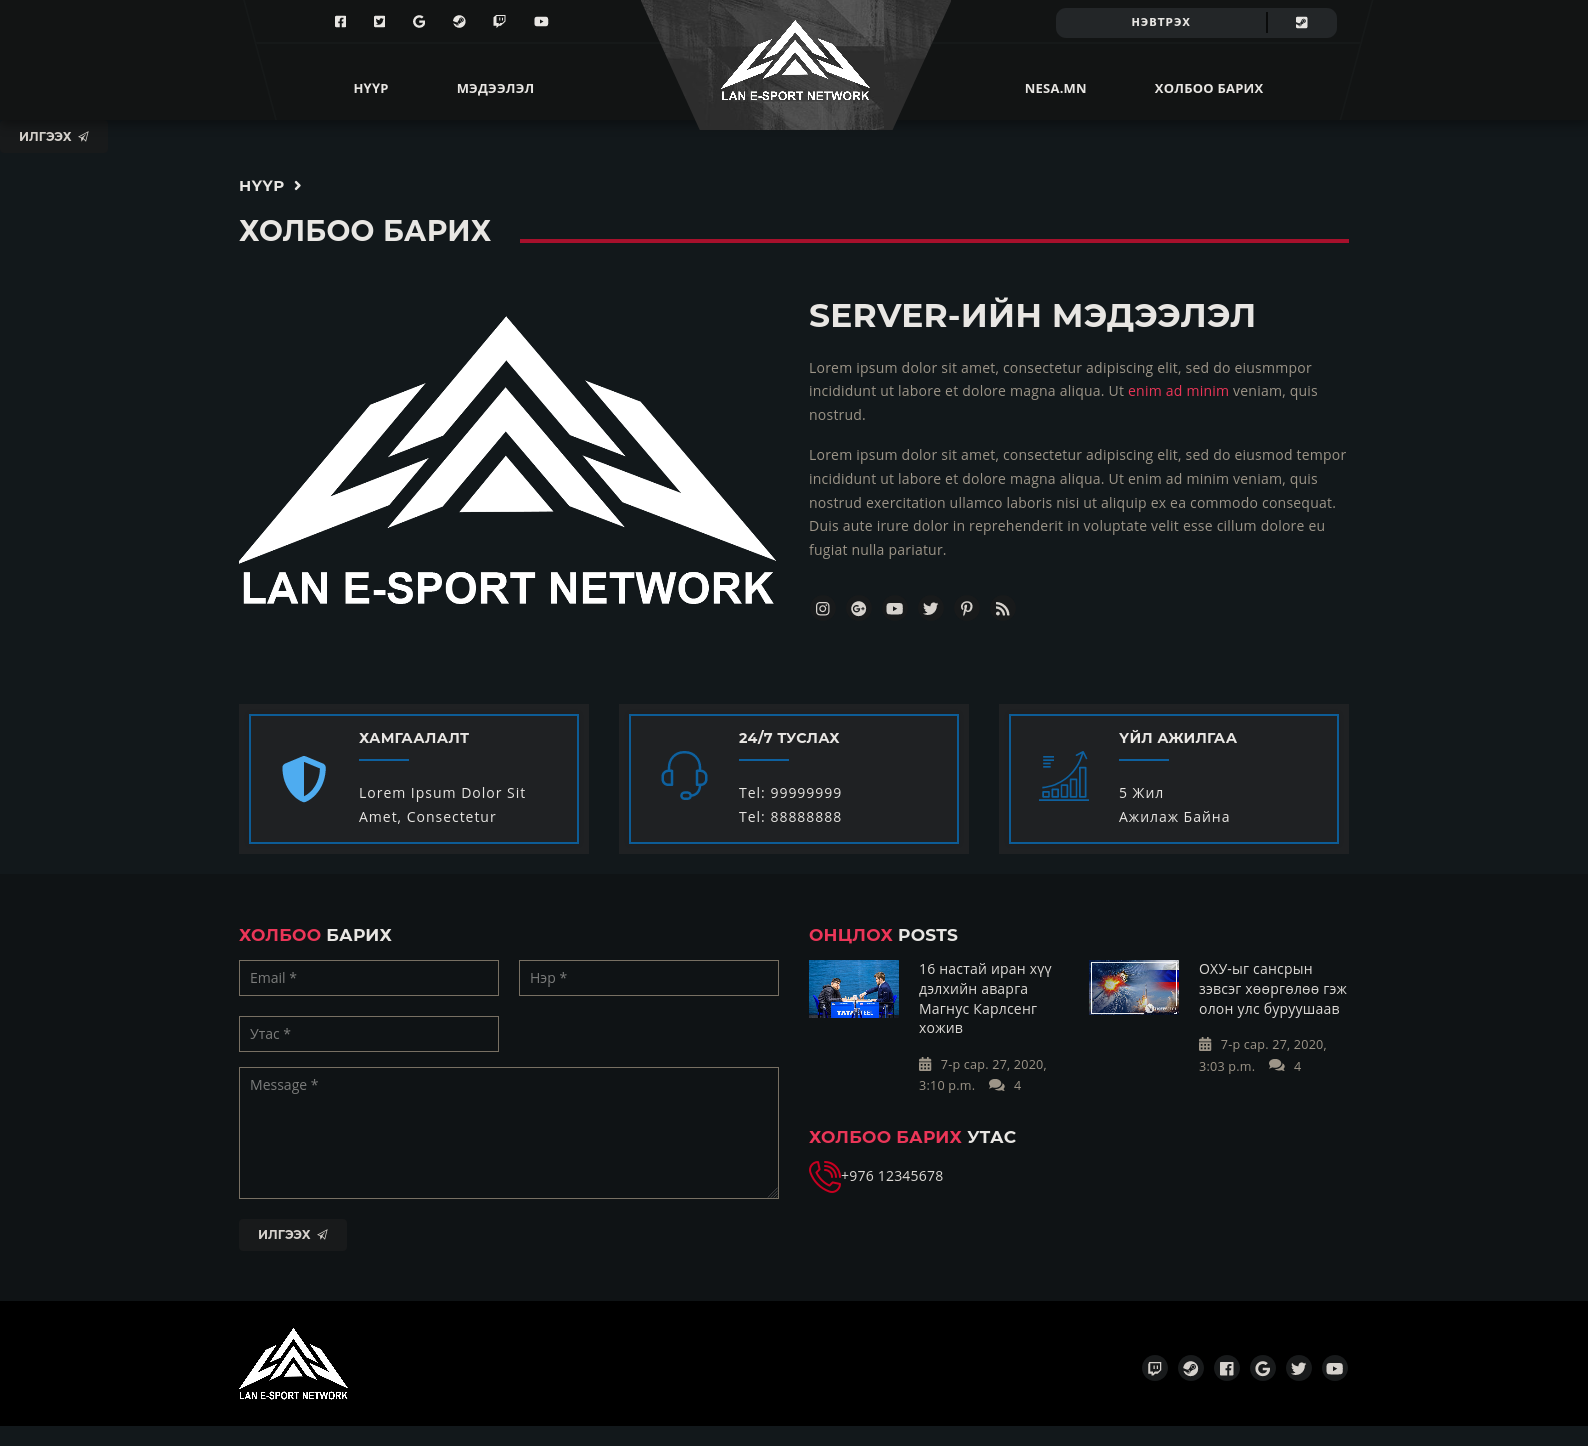 НЭВТРЭХ
LAN E-SPORT NETWORK
НҮҮР
МЭДЭЭЛЭЛ
NESA.MN
ХОЛБОО БАРИХ
ИЛГЭЭХ
НҮҮР
ХОЛБОО БАРИХ
LAN E-SPORT NETWORK
SERVER-ИЙН МЭДЭЭЛЭЛ
Lorem ipsum dolor sit amet, consectetur adipiscing elit, sed do eiusmmpor
incididunt ut labore et dolore magna aliqua. Ut enim ad minim veniam, quis
nostrud.
Lorem ipsum dolor sit amet, consectetur adipiscing elit, sed do eiusmod tempor
incididunt ut labore et dolore magna aliqua. Ut enim ad minim veniam, quis
nostrud exercitation ullamco laboris nisi ut aliquip ex ea commodo consequat.
Duis aute irure dolor in reprehenderit in voluptate velit esse cillum dolore eu
fugiat nulla pariatur.
ХАМГААЛАЛТ
Lorem Ipsum Dolor Sit
Amet, Consectetur
24/7 ТУСЛАХ
Tel: 99999999
Tel: 88888888
ҮЙЛ АЖИЛГАА
5 Жил
Ажилаж Байна
ХОЛБОО БАРИХ
Email *
Нэр *
Утас *
Message *
ИЛГЭЭХ
ОНЦЛОХ POSTS
16 настай иран хүү
дэлхийн аварга
Магнус Карлсенг
хожив
7-р сар. 27, 2020,
3:10 p.m. 4
ОХУ-ыг сансрын
зэвсэг хөөргөлөө гэж
олон улс буруушаав
7-р сар. 27, 2020,
3:03 p.m. 4
ХОЛБОО БАРИХ УТАС
+976 12345678
LAN E-SPORT NETWORK